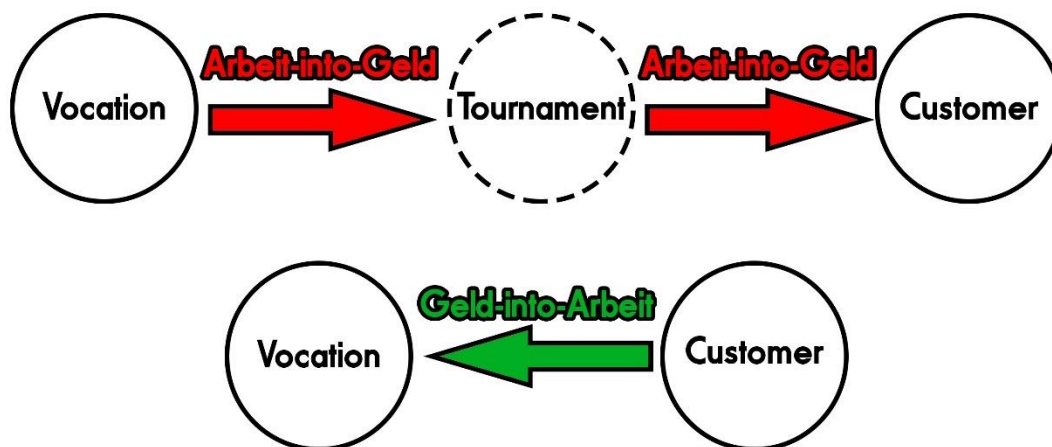 Arbeit-into-Geld
Arbeit-into-Geld
Vocation
Tournament
Customer
Geld-into-Arbeit
Vocation
Customer